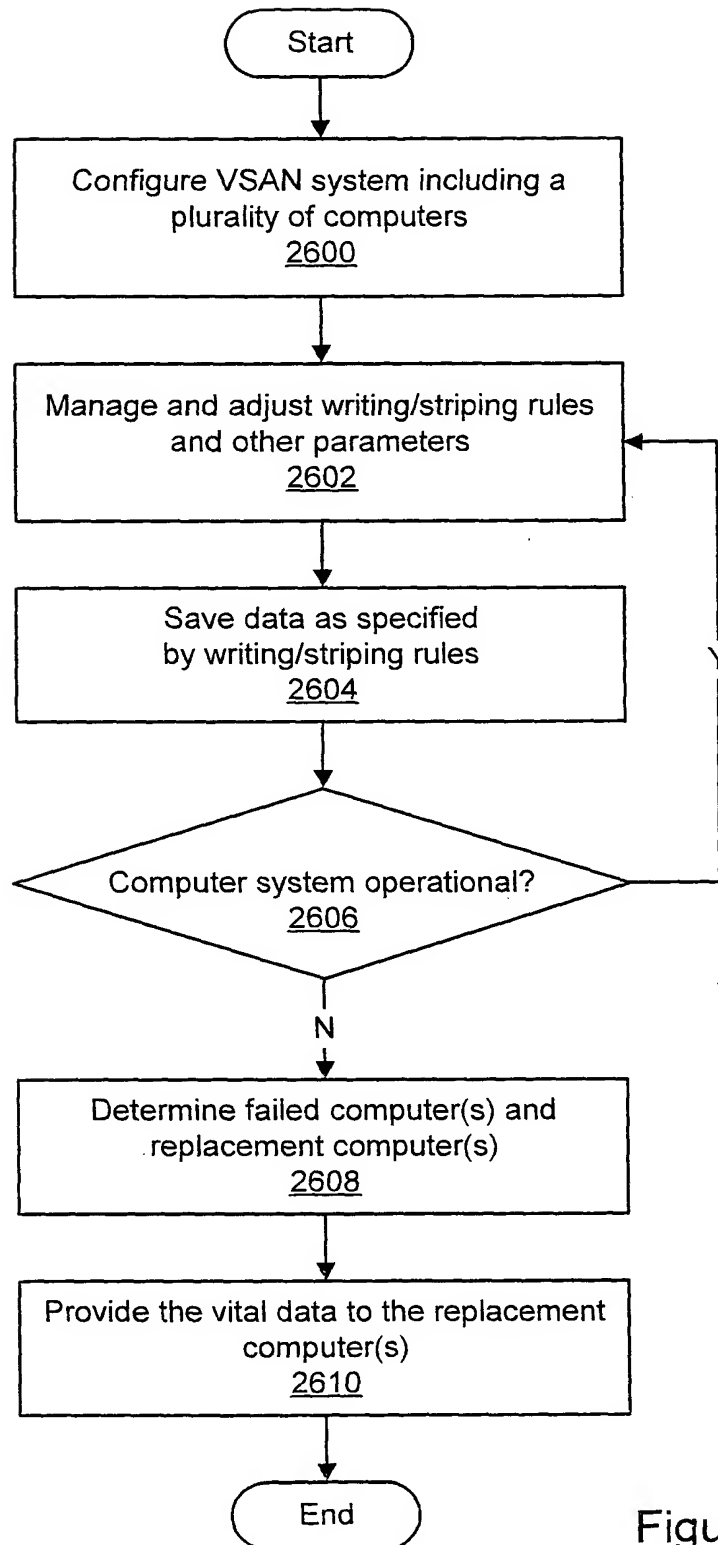 Start
Configure VSAN system including a
plurality of computers
2600
Manage and adjust writing/striping rules
and other parameters
2602
Save data as specified
by writing/striping rules
2604
Y
Computer system operational?
2606
N
Determine failed computer(s) and
replacement computer(s)
2608
Provide the vital data to the replacement
computer(s)
2610
End